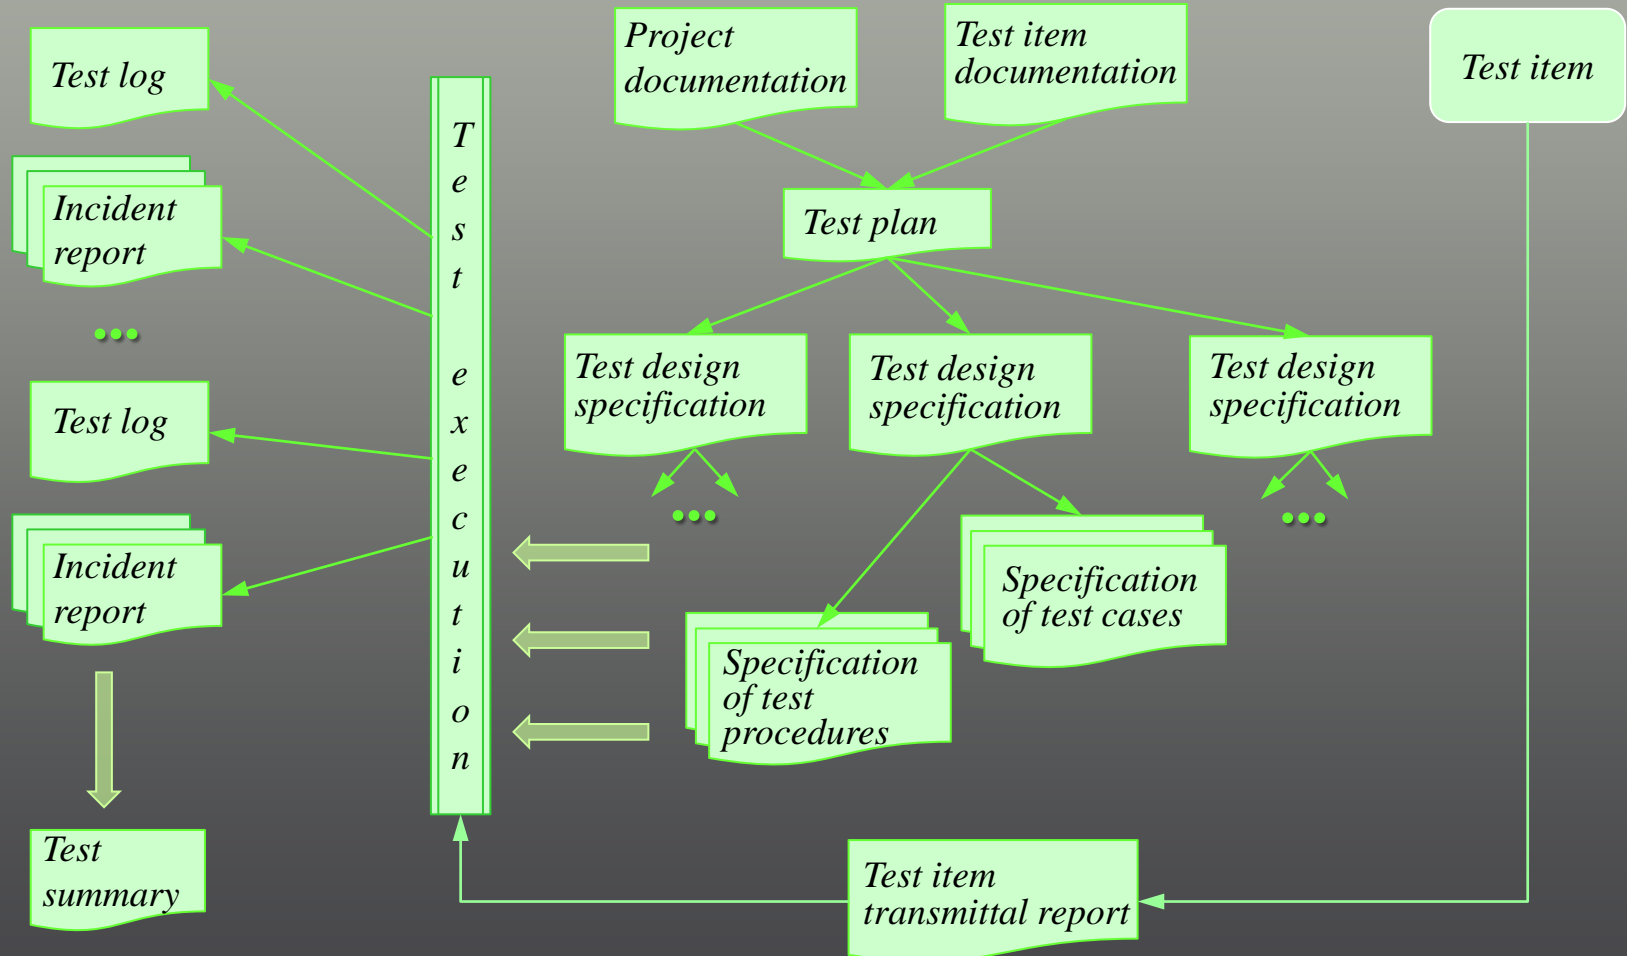 Test log
Incident
report
Test log
Incident
report
Test
summary
Test execution
Project
documentation
Test item
documentation
Test item
Test plan
Test design
specification
Test design
specification
Test design
specification
Specification
of test cases
Specification
of test
procedures
Test item
transmittal report